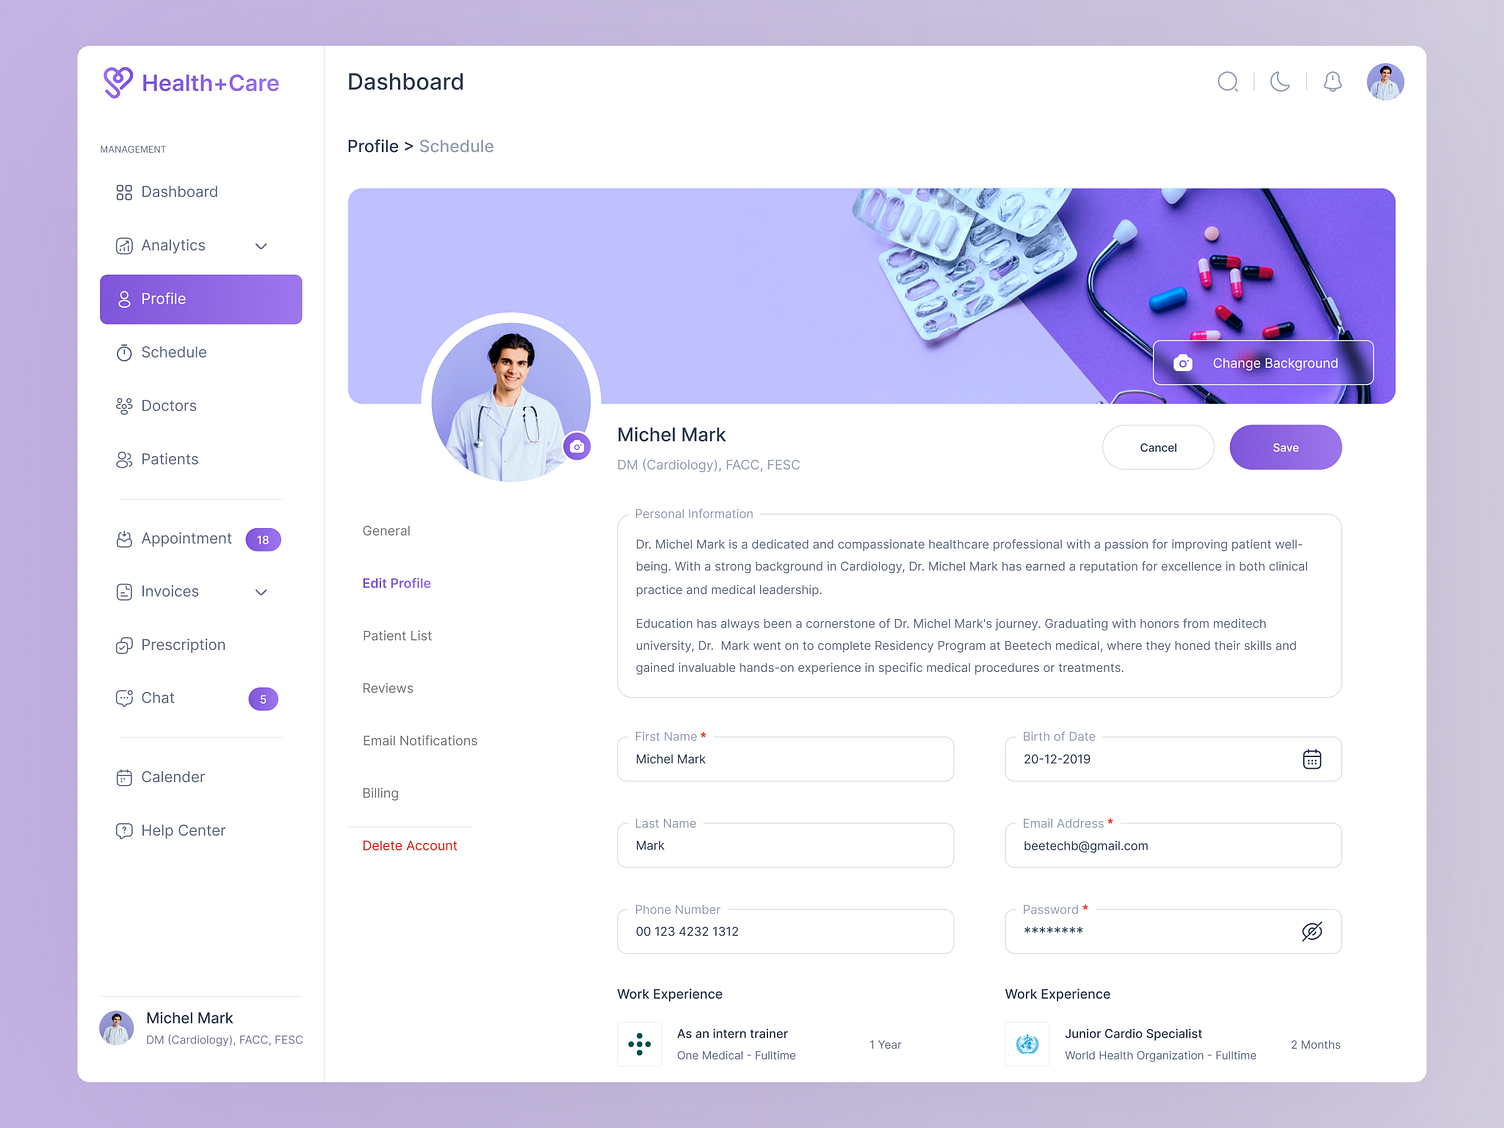 Health+Care
MANAGEMENT
Dashboard
Analytics
Profile
Schedule
Doctors
Patients
Appointment 18
Invoices
Prescription
Chat 5
Calender
Help Center
Michel Mark
DM (Cardiology), FACC, FESC
Dashboard
Profile > Schedule
Change Background
Michel Mark
DM (Cardiology), FACC, FESC
Cancel
Save
General
Edit Profile
Patient List
Reviews
Email Notifications
Billing
Delete Account
Personal Information
Dr. Michel Mark is a dedicated and compassionate healthcare professional with a passion for improving patient well-
being. With a strong background in Cardiology, Dr. Michel Mark has earned a reputation for excellence in both clinical
practice and medical leadership.
Education has always been a cornerstone of Dr. Michel Mark's journey. Graduating with honors from meditech
university, Dr.  Mark went on to complete Residency Program at Beetech medical, where they honed their skills and
gained invaluable hands-on experience in specific medical procedures or treatments.
First Name *
Michel Mark
Birth of Date
20-12-2019
Last Name
Mark
Email Address *
beetechb@gmail.com
Phone Number
00 123 4232 1312
Password *
********
Work Experience
As an intern trainer
One Medical - Fulltime
1 Year
Work Experience
Junior Cardio Specialist
World Health Organization - Fulltime
2 Months